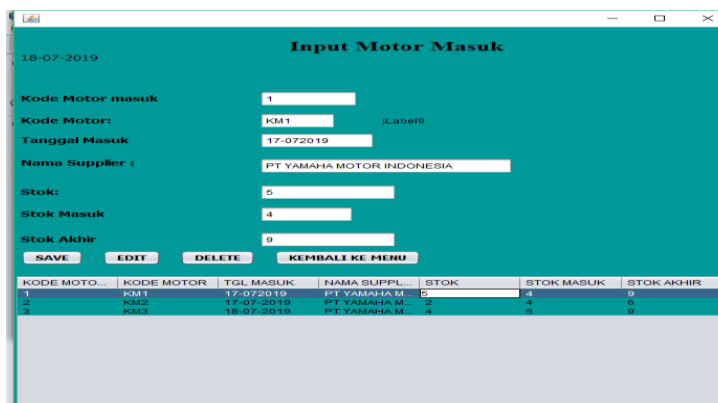 Input Motor Masuk
18-07-2019
Kode Motor masuk 1
Kode Motor: KM1 jLabel9
Tanggal Masuk 17-072019
Nama Supplier : PT YAMAHA MOTOR INDONESIA
Stok: 5
Stok Masuk 4
Stok Akhir 9
SAVE EDIT DELETE KEMBALI KE MENU
KODE MOTO... KODE MOTOR TGL MASUK NAMA SUPPL... STOK STOK MASUK STOK AKHIR
1 KM1 17-072019 PT YAMAHA M... 5 4 9
2 KM2 17-07-2019 PT YAMAHA M... 2 4 6
3 KM3 18-07-2019 PT YAMAHA M... 4 5 9